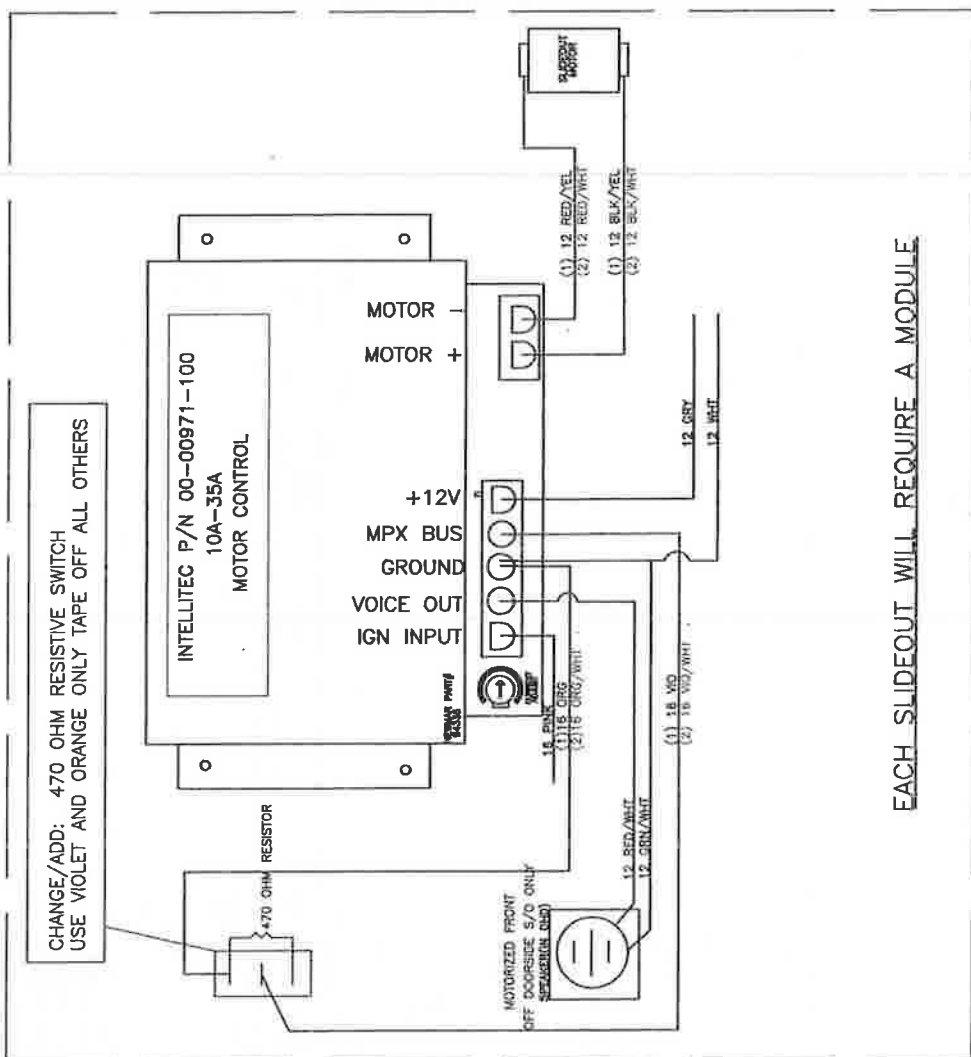 CHANGE/ADD: 470 OHM RESISTIVE SWITCH
USE VIOLET AND ORANGE ONLY TAPE OFF ALL OTHERS
470 OHM RESISTOR
INTELLITEC P/N 00-00971-100
10A-35A
MOTOR CONTROL
MOTOR -
MOTOR +
+12V
MPX BUS
GROUND
VOICE OUT
IGN INPUT
SLIDEOUT
MOTOR
(1) 12 RED/YEL
(2) 12 RED/WHT
(1) 12 BLK/YEL
(2) 12 BLK/WHT
12 GRY
12 WHT
16 PINK
(1)16 ORG
(2)16 ORG/WHT
(1) 16 VIO
(2) 16 VIO/WHT
12 RED/WHT
12 GRN/WHT
MOTORIZED FRONT
OFF DOORSIDE S/O ONLY
EACH SLIDEOUT WILL REQUIRE A MODULE